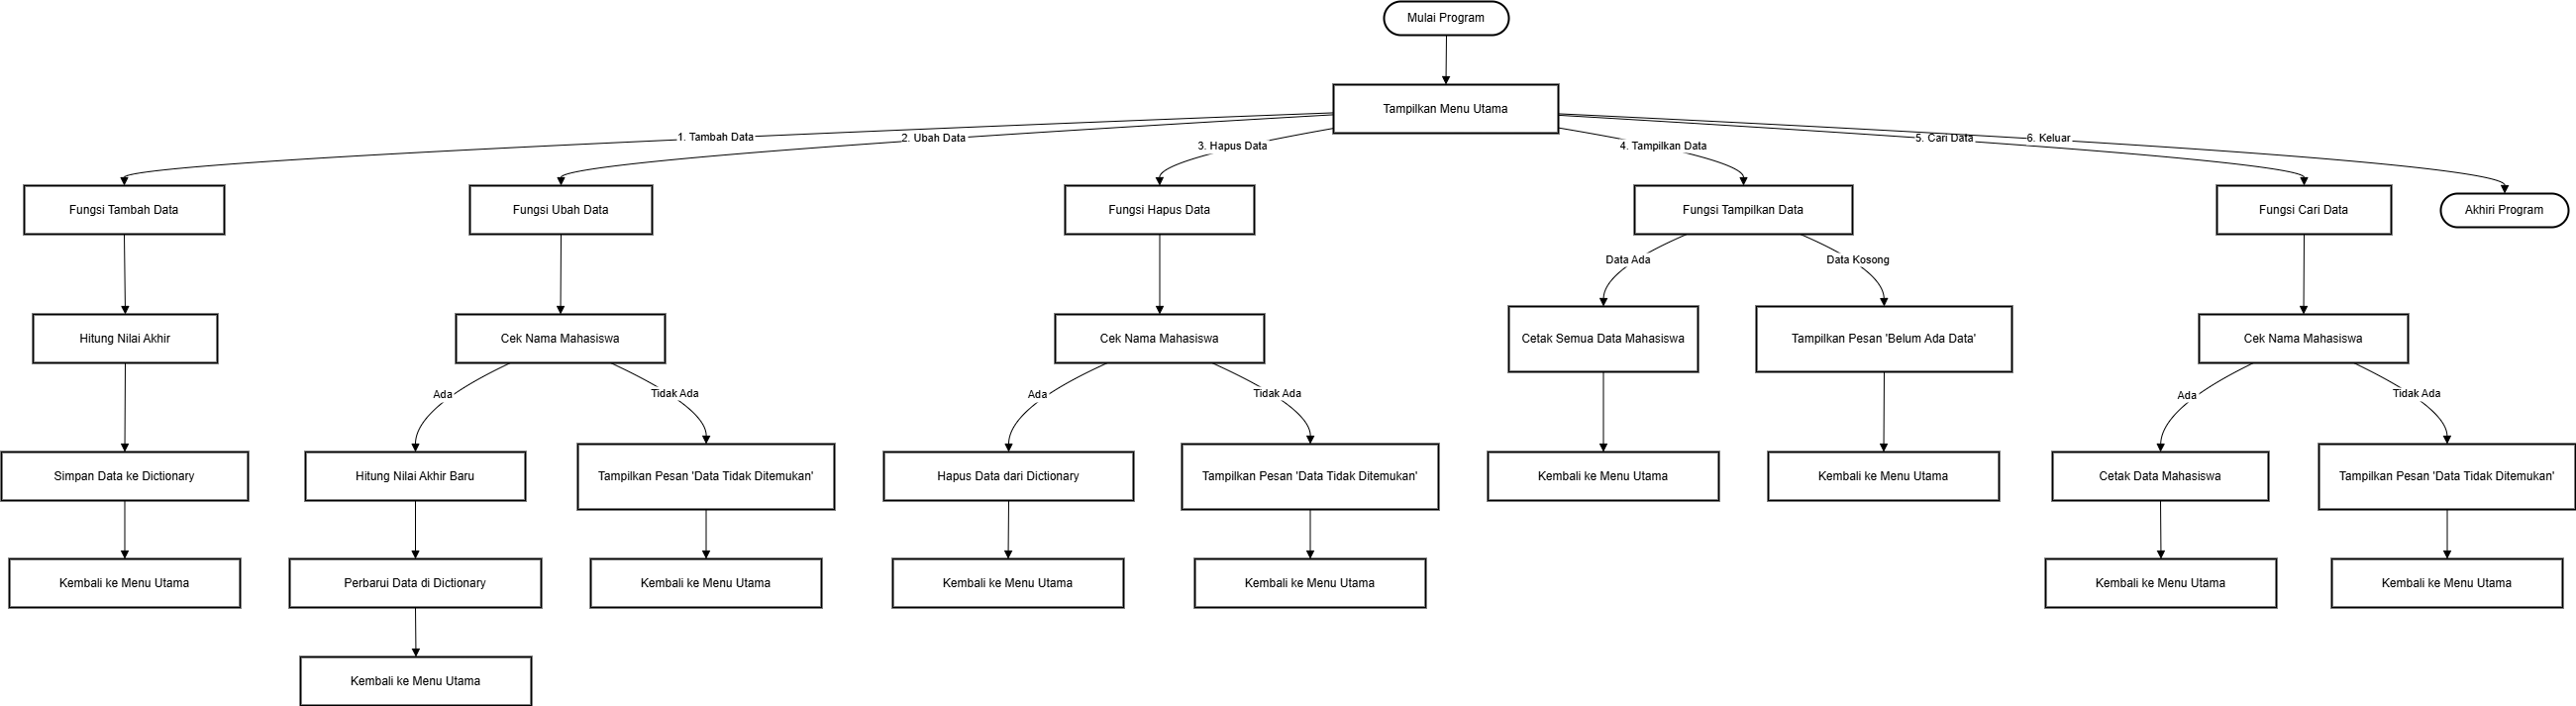 Mulai Program
Tampilkan Menu Utama
1. Tambah Data
2. Ubah Data
3. Hapus Data
4. Tampilkan Data
5. Cari Data
6. Keluar
Fungsi Tambah Data
Fungsi Ubah Data
Fungsi Hapus Data
Fungsi Tampilkan Data
Fungsi Cari Data
Akhiri Program
Data Ada
Data Kosong
Hitung Nilai Akhir
Cek Nama Mahasiswa
Cek Nama Mahasiswa
Cetak Semua Data Mahasiswa
Tampilkan Pesan 'Belum Ada Data'
Cek Nama Mahasiswa
Ada
Tidak Ada
Ada
Tidak Ada
Ada
Tidak Ada
Simpan Data ke Dictionary
Hitung Nilai Akhir Baru
Tampilkan Pesan 'Data Tidak Ditemukan'
Hapus Data dari Dictionary
Tampilkan Pesan 'Data Tidak Ditemukan'
Kembali ke Menu Utama
Kembali ke Menu Utama
Cetak Data Mahasiswa
Tampilkan Pesan 'Data Tidak Ditemukan'
Kembali ke Menu Utama
Perbarui Data di Dictionary
Kembali ke Menu Utama
Kembali ke Menu Utama
Kembali ke Menu Utama
Kembali ke Menu Utama
Kembali ke Menu Utama
Kembali ke Menu Utama